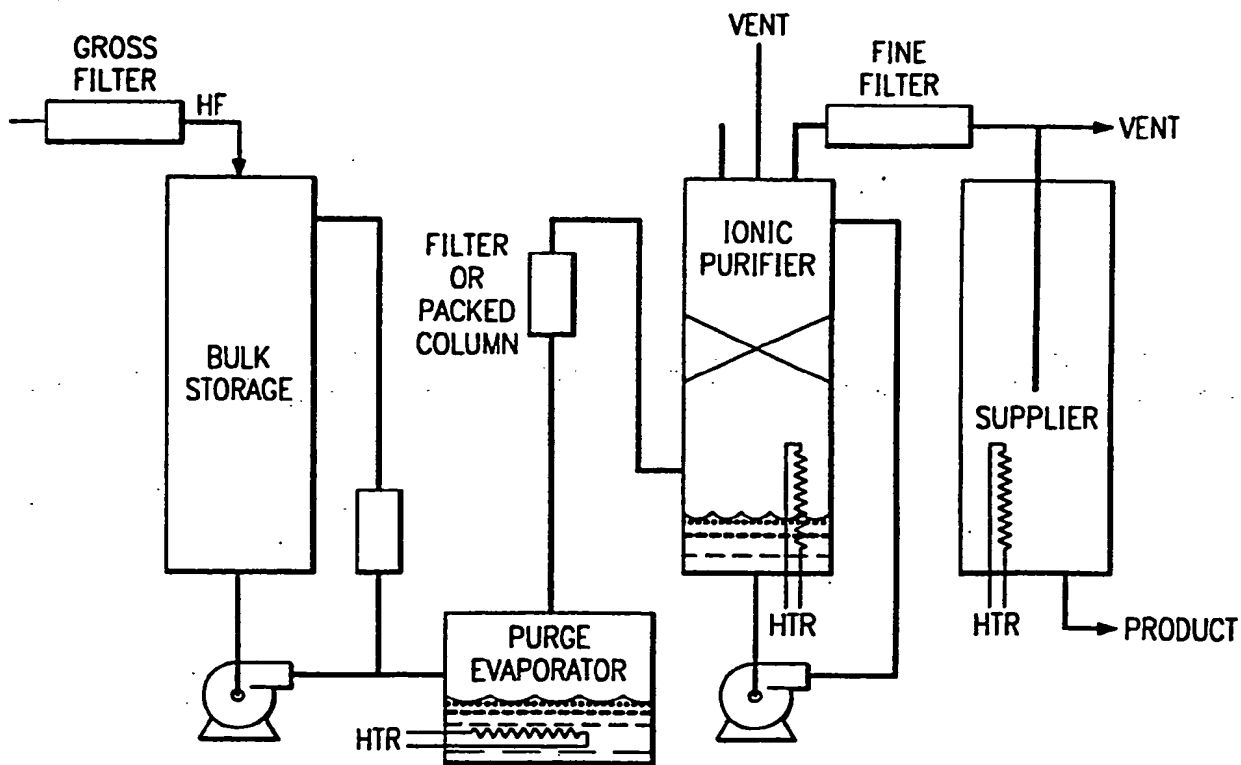 GROSS
FILTER
HF
BULK
STORAGE
FILTER
OR
PACKED
COLUMN
PURGE
EVAPORATOR
HTR
VENT
IONIC
PURIFIER
HTR
FINE
FILTER
VENT
SUPPLIER
HTR
PRODUCT